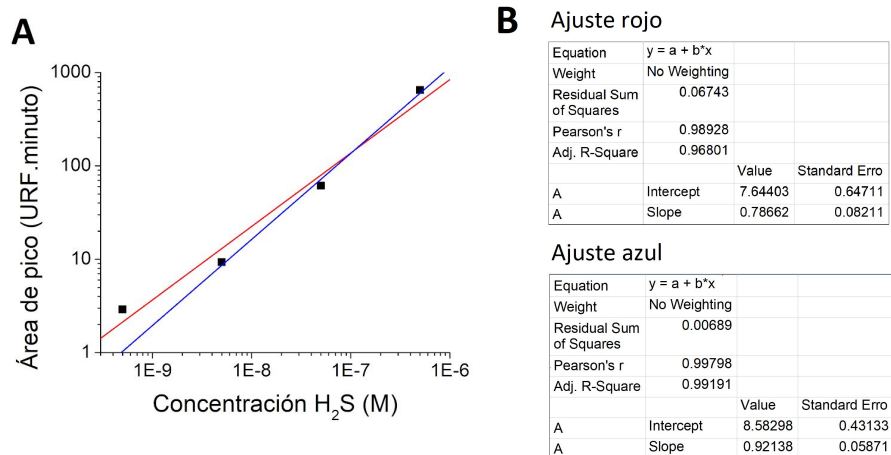 A
Área de pico (URF.minuto)
1000
100
10
1
1E-9 1E-8 1E-7 1E-6
Concentración H2S (M)
B
Ajuste rojo
Equation y = a + b*x
Weight No Weighting
Residual Sum
of Squares 0.06743
Pearson's r 0.98928
Adj. R-Square 0.96801
Value Standard Erro
A Intercept 7.64403 0.64711
A Slope 0.78662 0.08211
Ajuste azul
Equation y = a + b*x
Weight No Weighting
Residual Sum
of Squares 0.00689
Pearson's r 0.99798
Adj. R-Square 0.99191
Value Standard Erro
A Intercept 8.58298 0.43133
A Slope 0.92138 0.05871